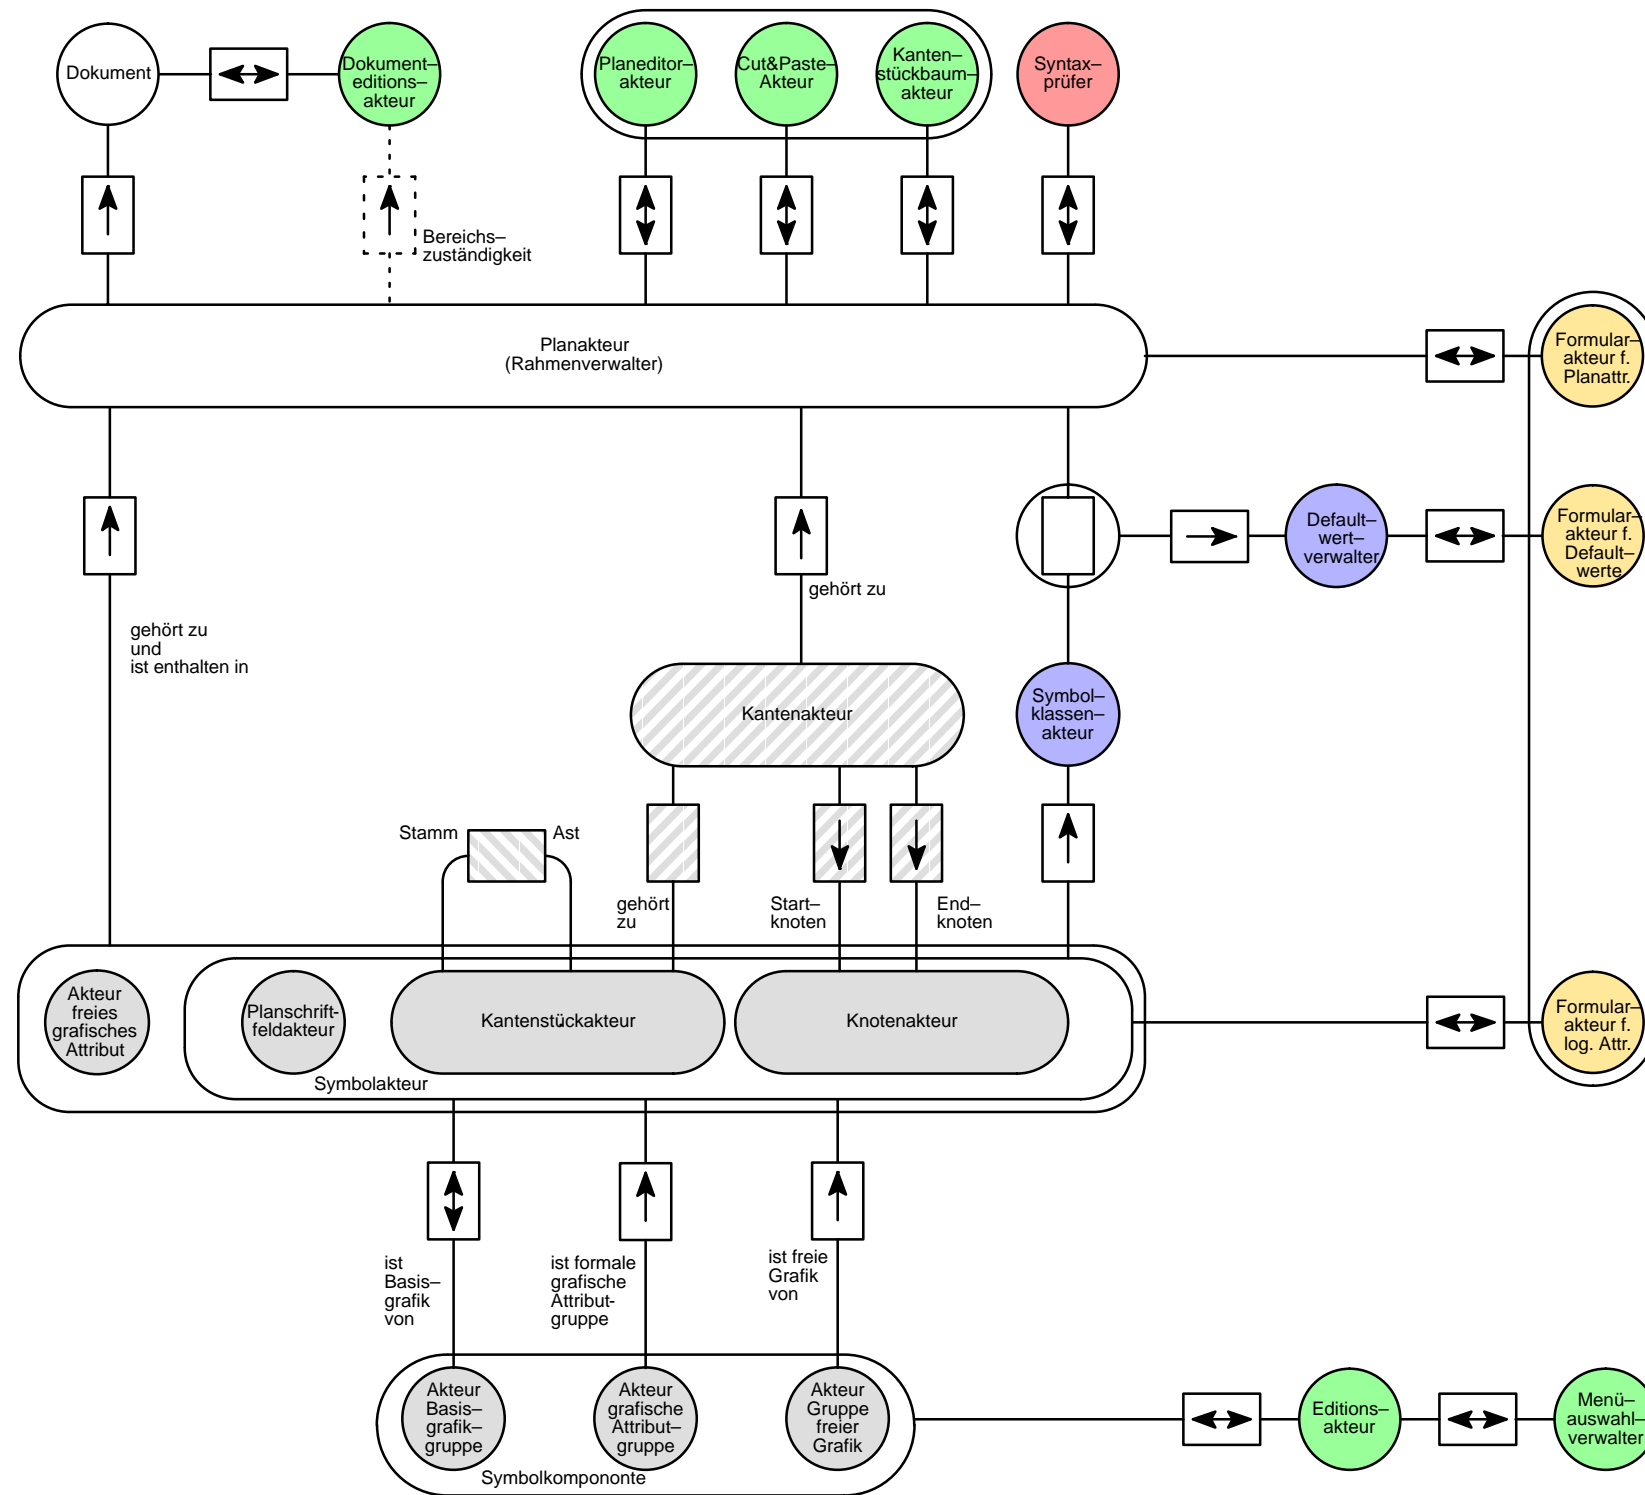 Dokument
Dokument–
editions–
akteur
Planeditor–
akteur
Cut&Paste–
Akteur
Kanten–
stückbaum–
akteur
Syntax–
prüfer
Bereichs–
zuständigkeit
Planakteur
(Rahmenverwalter)
Formular–
akteur f.
Planattr.
gehört zu
und
ist enthalten in
gehört zu
Default–
wert–
verwalter
Formular–
akteur f.
Default–
werte
Kantenakteur
Symbol–
klassen–
akteur
Stamm
Ast
gehört
zu
Start–
knoten
End–
knoten
Akteur
freies
grafisches
Attribut
Planschrift-
feldakteur
Kantenstückakteur
Knotenakteur
Symbolakteur
Formular–
akteur f.
log. Attr.
ist
Basis–
grafik
von
ist formale
grafische
Attribut-
gruppe
ist freie
Grafik
von
Akteur
Basis–
grafik–
gruppe
Akteur
grafische
Attribut–
gruppe
Akteur
Gruppe
freier
Grafik
Symbolkompononte
Editions–
akteur
Menü–
auswahl–
verwalter